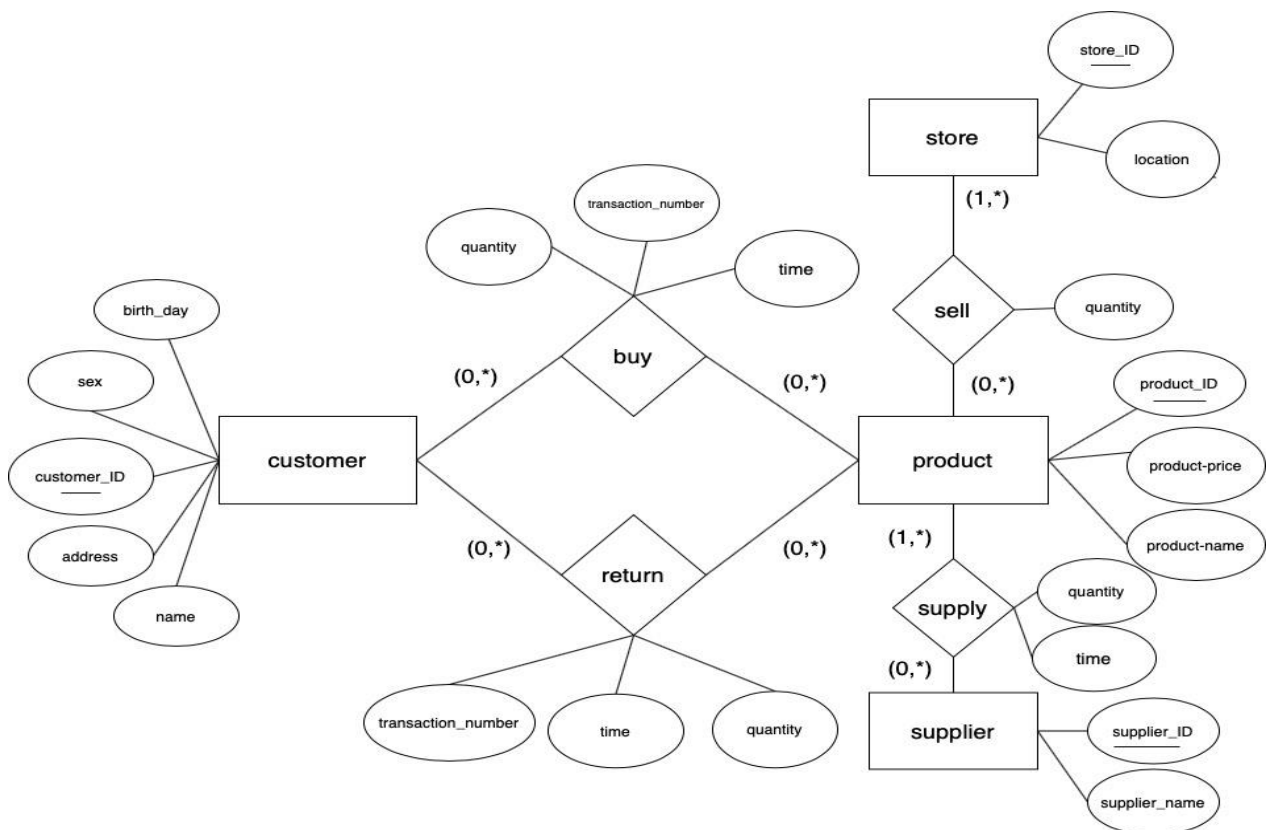 store_ID
store
location
(1,*)
transaction_number
quantity
time
sell
quantity
birth_day
buy
sex
(0,*)
(0,*)
(0,*)
product_ID
customer
product
customer_ID
product-price
address
(0,*)
(0,*)
(1,*)
product-name
return
quantity
name
supply
time
(0,*)
transaction_number
time
quantity
supplier
supplier_ID
supplier_name